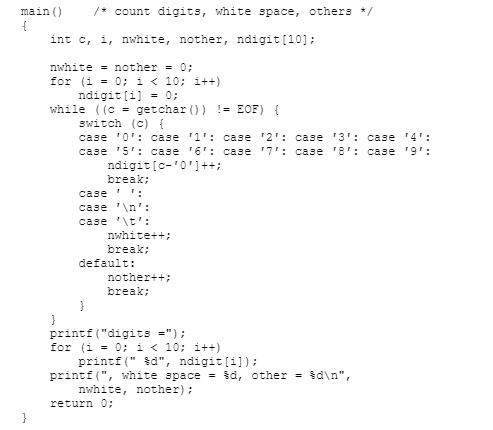 main()    /* count digits, white space, others */
{
    int c, i, nwhite, nother, ndigit[10];

    nwhite = nother = 0;
    for (i = 0; i < 10; i++)
        ndigit[i] = 0;
    while ((c = getchar()) != EOF) {
        switch (c) {
        case '0': case '1': case '2': case '3': case '4':
        case '5': case '6': case '7': case '8': case '9':
            ndigit[c-'0']++;
            break;
        case ' ':
        case '\n':
        case '\t':
            nwhite++;
            break;
        default:
            nother++;
            break;
        }
    }
    printf("digits =");
    for (i = 0; i < 10; i++)
        printf(" %d", ndigit[i]);
    printf(", white space = %d, other = %d\n",
        nwhite, nother);
    return 0;
}